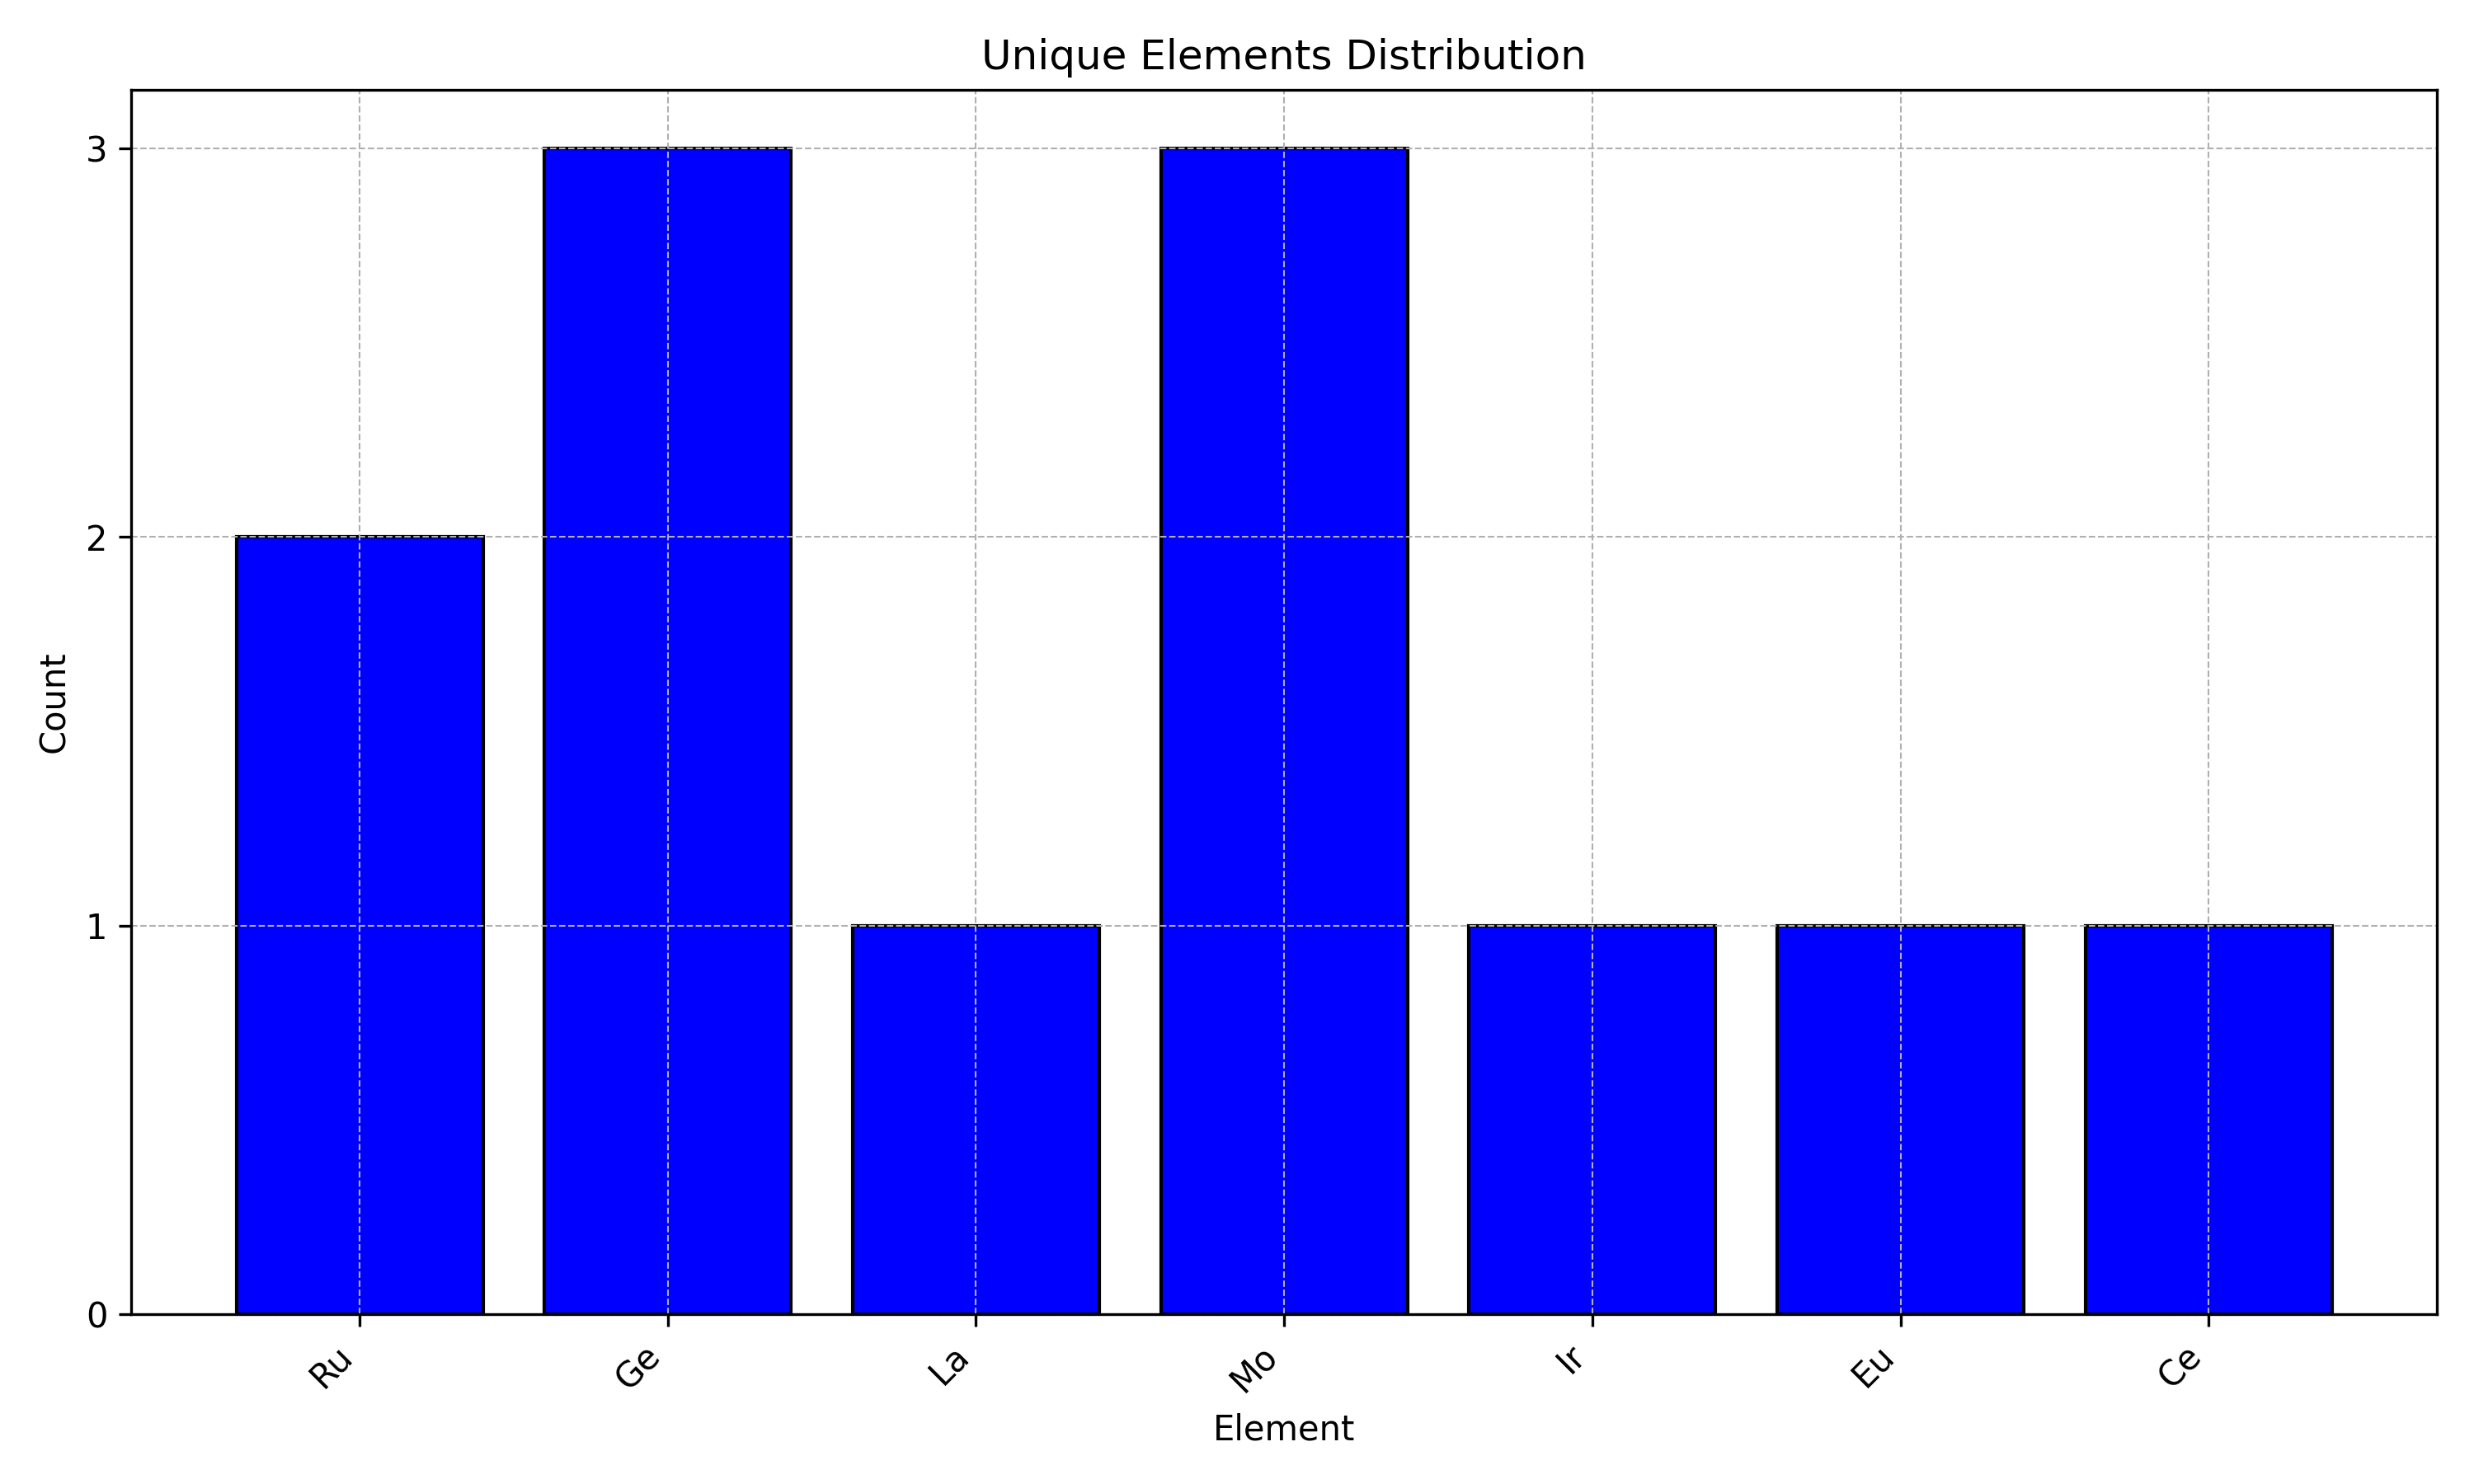 Unique Elements Distribution
3
2
1
0
Count
Ru
Ge
La
Mo
Ir
Eu
Ce
Element